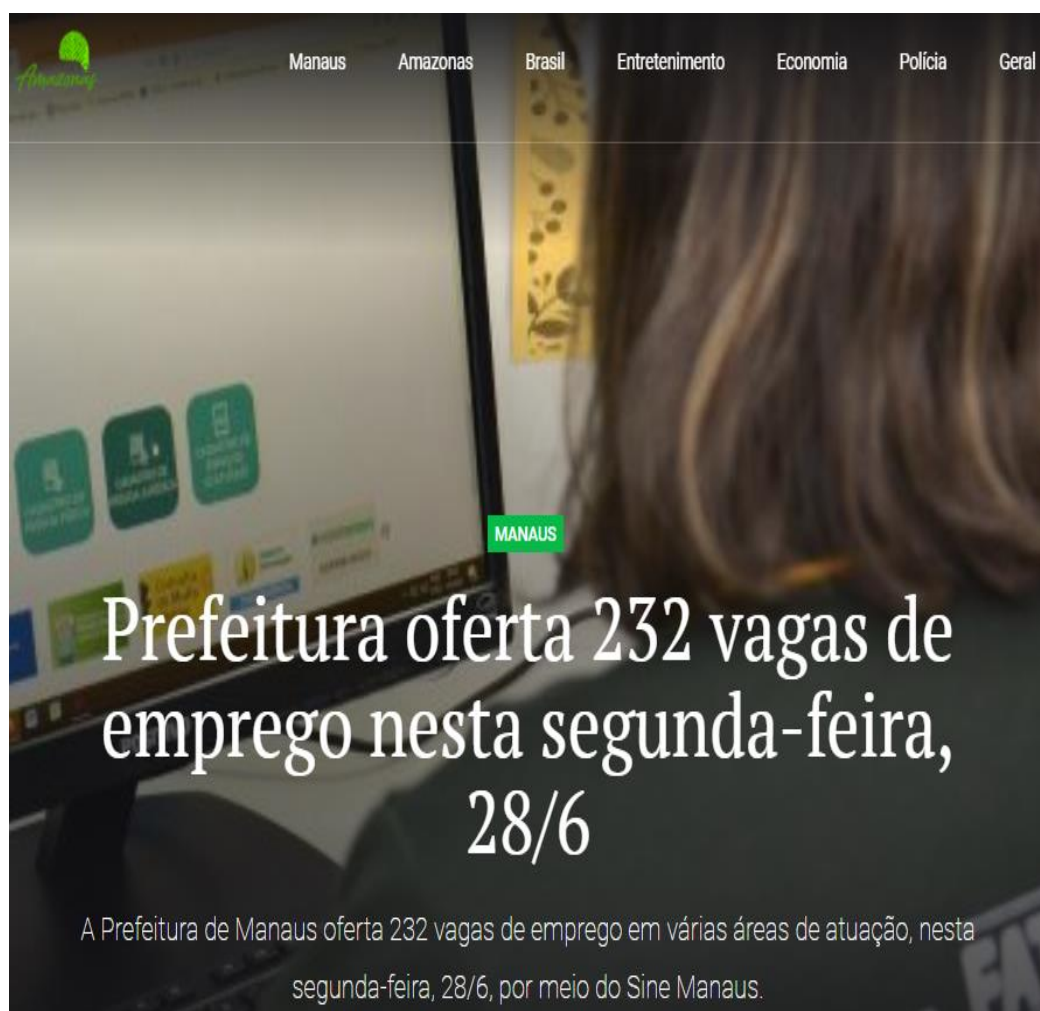 Amazonas
Manaus Amazonas Brasil Entretenimento Economia Polícia Geral
MANAUS
Prefeitura oferta 232 vagas de
emprego nesta segunda-feira,
28/6
A Prefeitura de Manaus oferta 232 vagas de emprego em várias áreas de atuação, nesta
segunda-feira, 28/6, por meio do Sine Manaus.